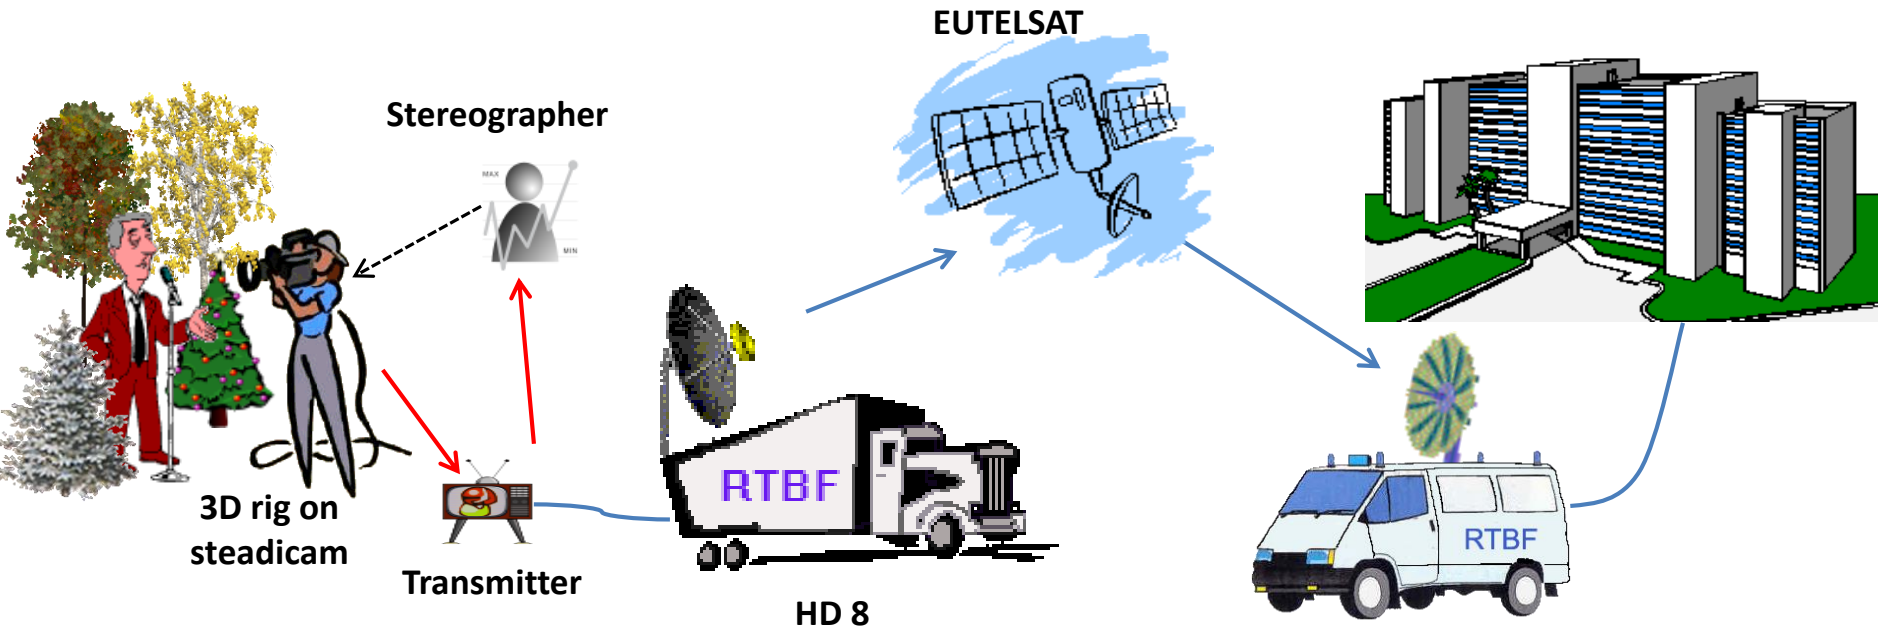 EUTELSAT
Stereographer
MAX
MIN
3D rig on
steadicam
Transmitter
RTBF
HD 8
RTBF